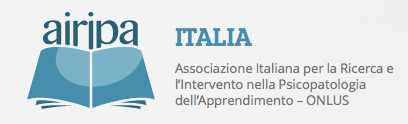 airipa
ITALIA
Associazione Italiana per la Ricerca e
l'Intervento nella Psicopatologia
dell'Apprendimento – ONLUS